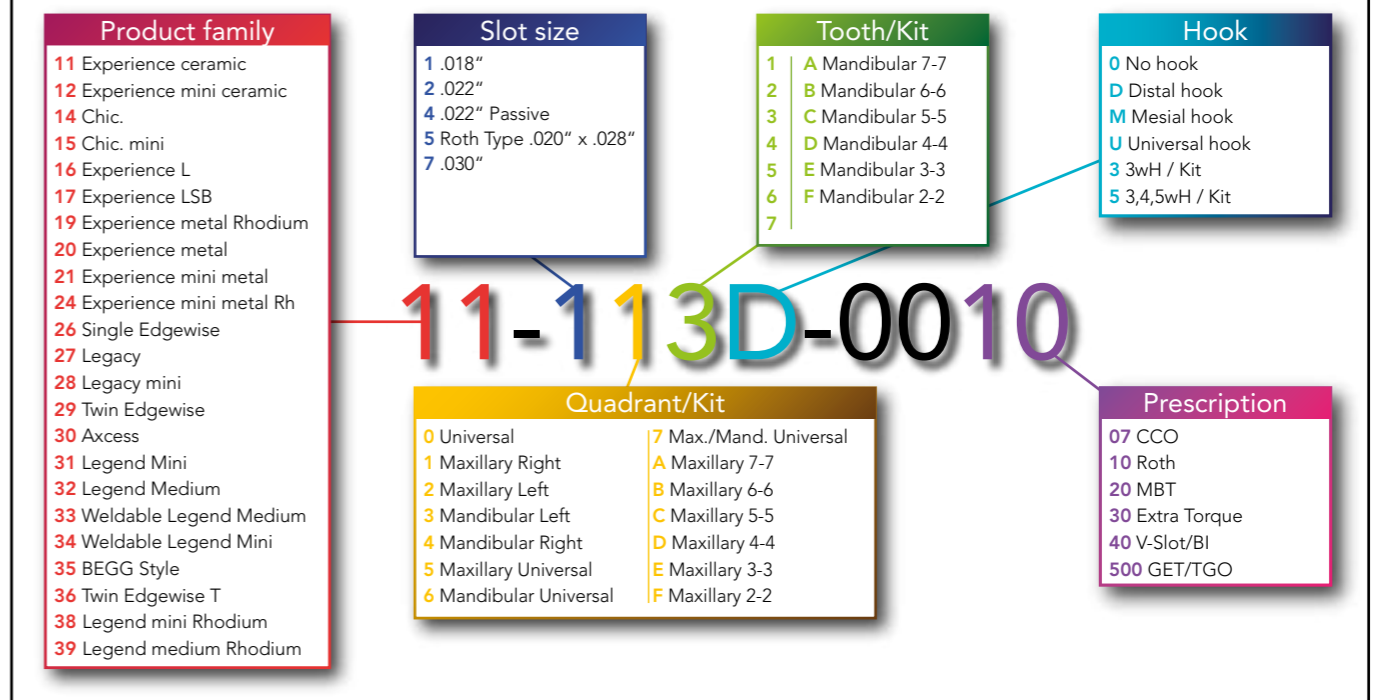 Product family
11 Experience ceramic
12 Experience mini ceramic
14 Chic.
15 Chic. mini
16 Experience L
17 Experience LSB
19 Experience metal Rhodium
20 Experience metal
21 Experience mini metal
24 Experience mini metal Rh
26 Single Edgewise
27 Legacy
28 Legacy mini
29 Twin Edgewise
30 Axcess
31 Legend Mini
32 Legend Medium
33 Weldable Legend Medium
34 Weldable Legend Mini
35 BEGG Style
36 Twin Edgewise T
38 Legend mini Rhodium
39 Legend medium Rhodium
Slot size
1 .018“
2 .022“
4 .022“ Passive
5 Roth Type .020“ x .028“
7 .030“
Tooth/Kit
1 A Mandibular 7-7
2 B Mandibular 6-6
3 C Mandibular 5-5
4 D Mandibular 4-4
5 E Mandibular 3-3
6 F Mandibular 2-2
7
Hook
0 No hook
D Distal hook
M Mesial hook
U Universal hook
3 3wH / Kit
5 3,4,5wH / Kit
11-113D-0010
Quadrant/Kit
0 Universal
1 Maxillary Right
2 Maxillary Left
3 Mandibular Left
4 Mandibular Right
5 Maxillary Universal
6 Mandibular Universal
7 Max./Mand. Universal
A Maxillary 7-7
B Maxillary 6-6
C Maxillary 5-5
D Maxillary 4-4
E Maxillary 3-3
F Maxillary 2-2
Prescription
07 CCO
10 Roth
20 MBT
30 Extra Torque
40 V-Slot/BI
500 GET/TGO